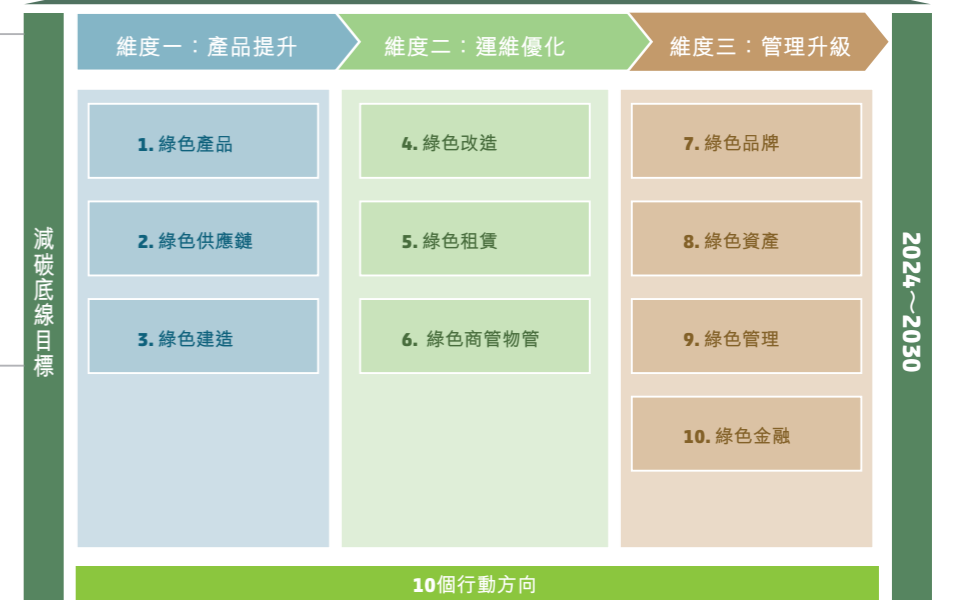 維度一：產品提升
維度二：運維優化
維度三：管理升級
減碳底線目標
1. 綠色產品
2. 綠色供應鏈
3. 綠色建造
4. 綠色改造
5. 綠色租賃
6. 綠色商管物管
7. 綠色品牌
8. 綠色資產
9. 綠色管理
10. 綠色金融
2024～2030
10個行動方向